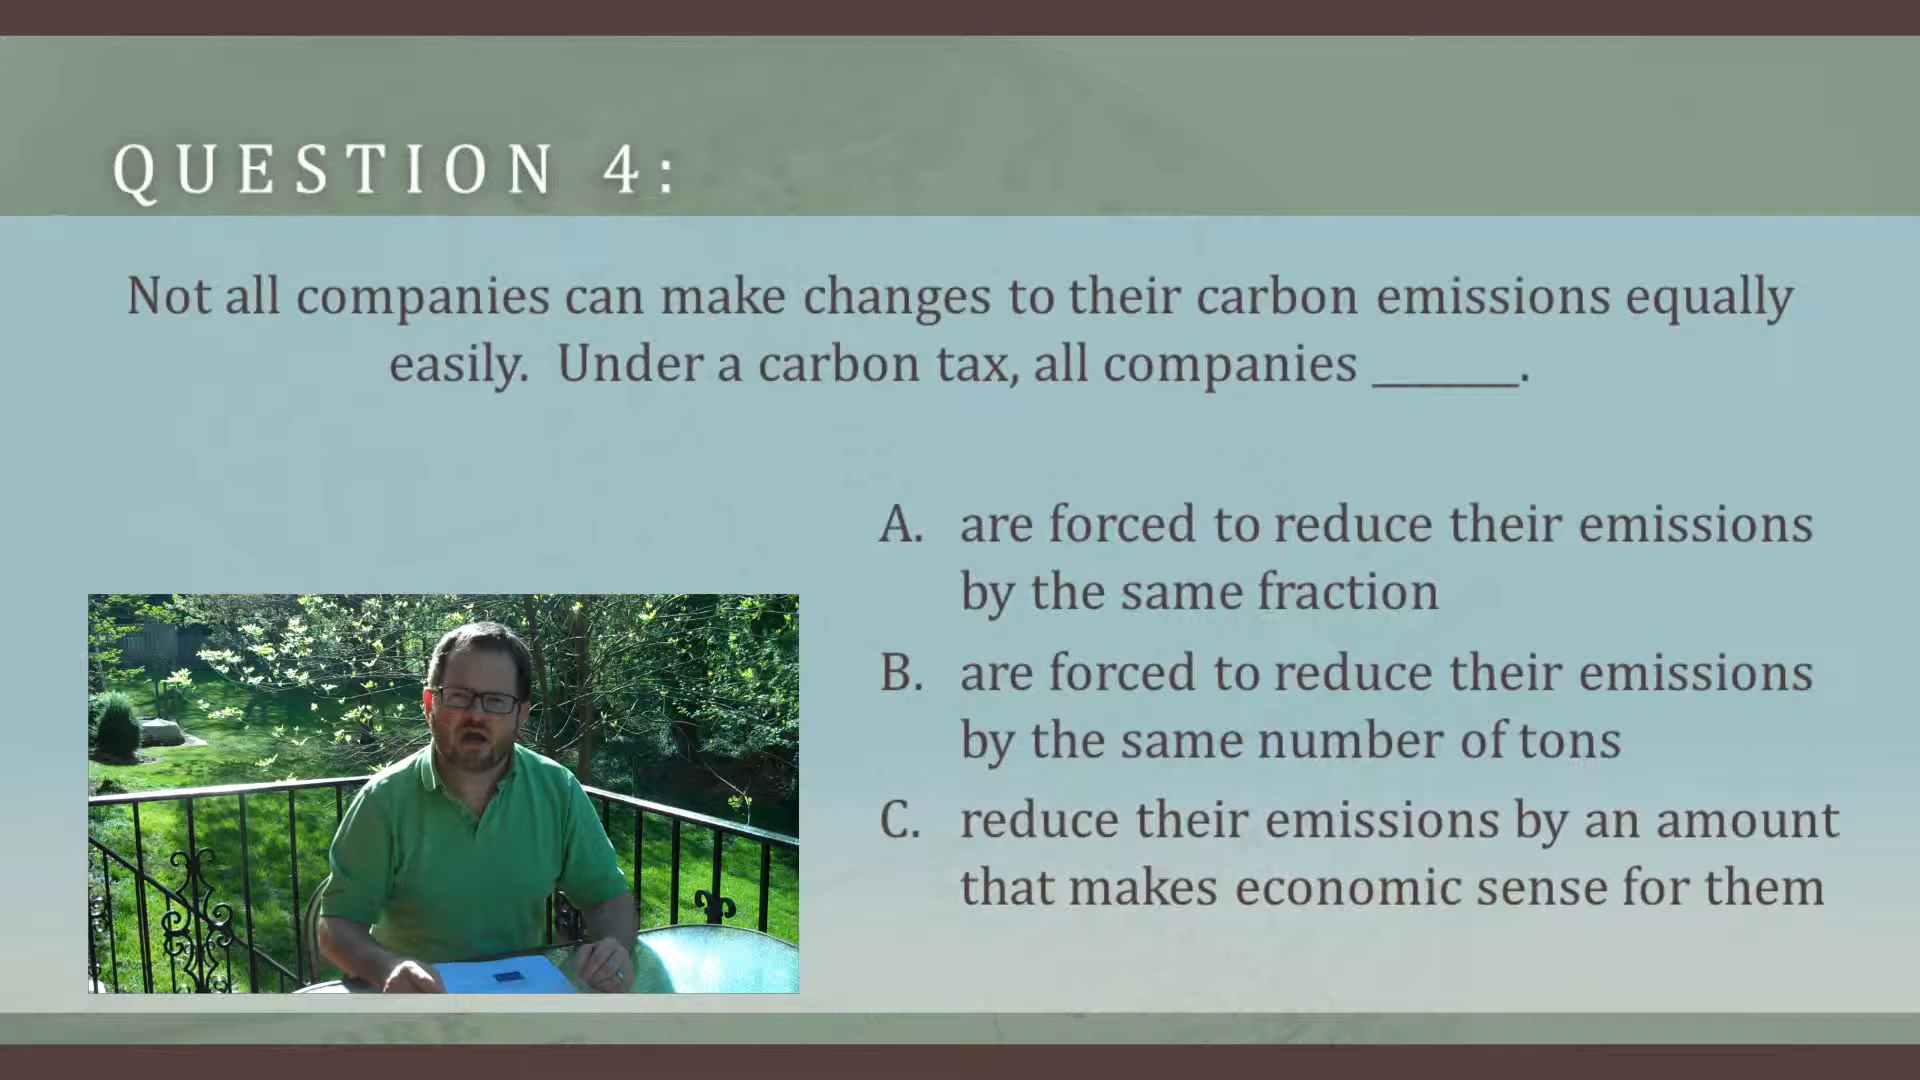 QUESTION 4:
Not all companies can make changes to their carbon emissions equally
easily. Under a carbon tax, all companies ______.
A. are forced to reduce their emissions
by the same fraction
B. are forced to reduce their emissions
by the same number of tons
C. reduce their emissions by an amount
that makes economic sense for them